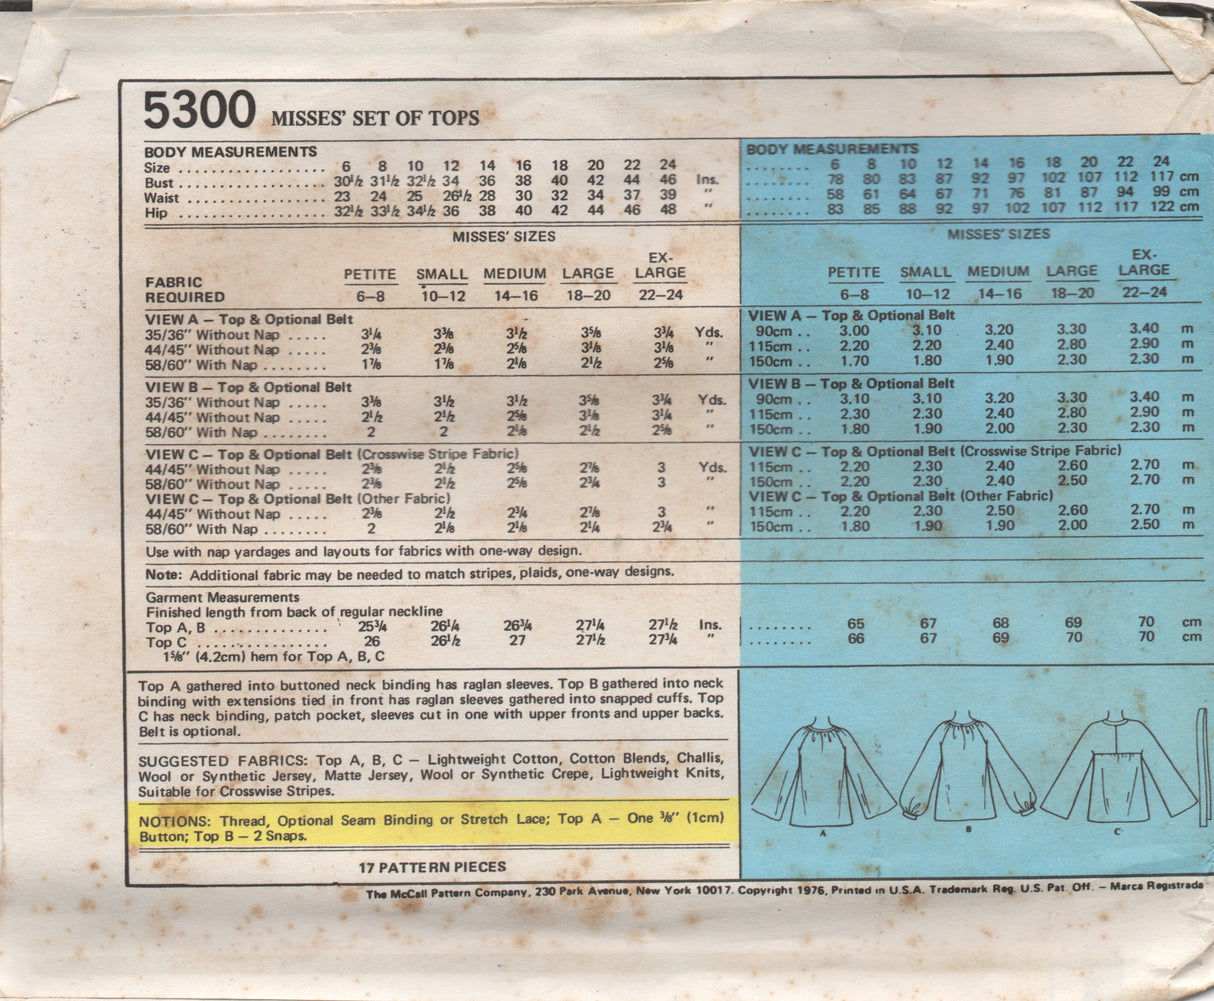 5300 MISSES' SET OF TOPS
BODY MEASUREMENTS
Size 6 8 10 12 14 16 18 20 22 24
Bust 30½ 31½ 32½ 34 36 38 40 42 44 46 Ins.
Waist 23 24 25 26½ 28 30 32 34 37 39 "
Hip 32½ 33½ 34½ 36 38 40 42 44 46 48 "
MISSES' SIZES
FABRIC REQUIRED
PETITE SMALL MEDIUM LARGE EX-LARGE
6–8 10–12 14–16 18–20 22–24
VIEW A – Top & Optional Belt
35/36" Without Nap ..... 3¼ 3⅜ 3½ 3⅝ 3¾ Yds.
44/45" Without Nap ..... 2⅜ 2⅜ 2⅝ 3⅛ 3⅛ "
58/60" With Nap ........ 1⅞ 1⅞ 2⅛ 2½ 2⅝ "
VIEW B – Top & Optional Belt
35/36" Without Nap ..... 3⅜ 3½ 3½ 3⅝ 3¾ Yds.
44/45" Without Nap ..... 2½ 2½ 2⅝ 3⅛ 3¼ "
58/60" With Nap ........ 2 2 2⅛ 2½ 2⅝ "
VIEW C – Top & Optional Belt (Crosswise Stripe Fabric)
44/45" Without Nap ..... 2⅜ 2½ 2⅝ 2⅞ 3 Yds.
58/60" Without Nap ..... 2⅜ 2½ 2⅝ 2¾ 3 "
VIEW C – Top & Optional Belt (Other Fabric)
44/45" Without Nap ..... 2⅜ 2½ 2¾ 2⅞ 3 "
58/60" With Nap ........ 2 2⅛ 2⅛ 2¼ 2¾ "
Use with nap yardages and layouts for fabrics with one-way design.
Note: Additional fabric may be needed to match stripes, plaids, one-way designs.
Garment Measurements
Finished length from back of regular neckline
Top A, B .............. 25¾ 26¼ 26¾ 27¼ 27½ Ins.
Top C ................ 26 26½ 27 27½ 27¾ "
1⅝" (4.2cm) hem for Top A, B, C
Top A gathered into buttoned neck binding has raglan sleeves. Top B gathered into neck
binding with extensions tied in front has raglan sleeves gathered into snapped cuffs. Top
C has neck binding, patch pocket, sleeves cut in one with upper fronts and upper backs.
Belt is optional.
SUGGESTED FABRICS: Top A, B, C – Lightweight Cotton, Cotton Blends, Challis,
Wool or Synthetic Jersey, Matte Jersey, Wool or Synthetic Crepe, Lightweight Knits,
Suitable for Crosswise Stripes.
NOTIONS: Thread, Optional Seam Binding or Stretch Lace; Top A – One ⅜" (1cm)
Button; Top B – 2 Snaps.
17 PATTERN PIECES
BODY MEASUREMENTS
........ 6 8 10 12 14 16 18 20 22 24
........ 78 80 83 87 92 97 102 107 112 117 cm
........ 58 61 64 67 71 76 81 87 94 99 cm
........ 83 85 88 92 97 102 107 112 117 122 cm
MISSES' SIZES
PETITE SMALL MEDIUM LARGE EX-LARGE
6–8 10–12 14–16 18–20 22–24
VIEW A – Top & Optional Belt
90cm .. 3.00 3.10 3.20 3.30 3.40 m
115cm .. 2.20 2.20 2.40 2.80 2.90 m
150cm .. 1.70 1.80 1.90 2.30 2.30 m
VIEW B – Top & Optional Belt
90cm .. 3.10 3.10 3.20 3.30 3.40 m
115cm .. 2.30 2.30 2.40 2.80 2.90 m
150cm .. 1.80 1.90 2.00 2.30 2.30 m
VIEW C – Top & Optional Belt (Crosswise Stripe Fabric)
115cm .. 2.20 2.30 2.40 2.60 2.70 m
150cm .. 2.20 2.30 2.40 2.50 2.70 m
VIEW C – Top & Optional Belt (Other Fabric)
115cm .. 2.20 2.30 2.50 2.60 2.70 m
150cm .. 1.80 1.90 1.90 2.00 2.50 m
........ 65 67 68 69 70 cm
........ 66 67 69 70 70 cm
A B C
The McCall Pattern Company, 230 Park Avenue, New York 10017. Copyright 1976, Printed in U.S.A. Trademark Reg. U.S. Pat. Off. – Marca Registrada